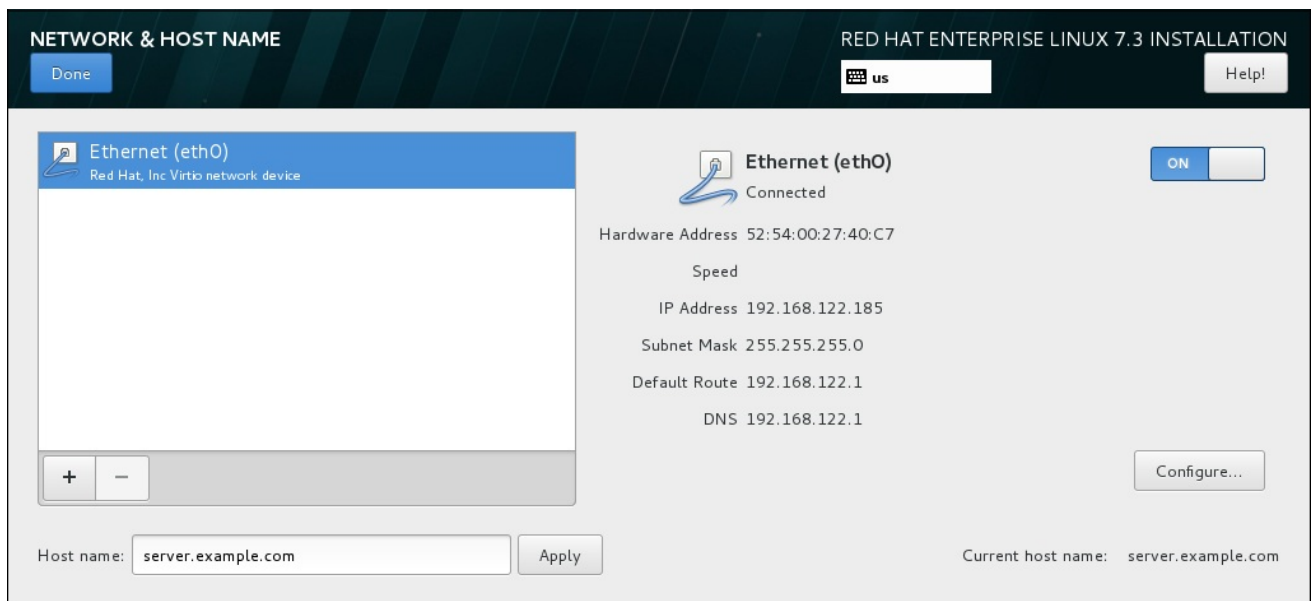 NETWORK & HOST NAME
RED HAT ENTERPRISE LINUX 7.3 INSTALLATION
Done
us
Help!
Ethernet (eth0)
Red Hat, Inc Virtio network device
Ethernet (eth0)
Connected
ON
Hardware Address 52:54:00:27:40:C7
Speed
IP Address 192.168.122.185
Subnet Mask 255.255.255.0
Default Route 192.168.122.1
DNS 192.168.122.1
+ −
Configure...
Host name: server.example.com Apply
Current host name: server.example.com